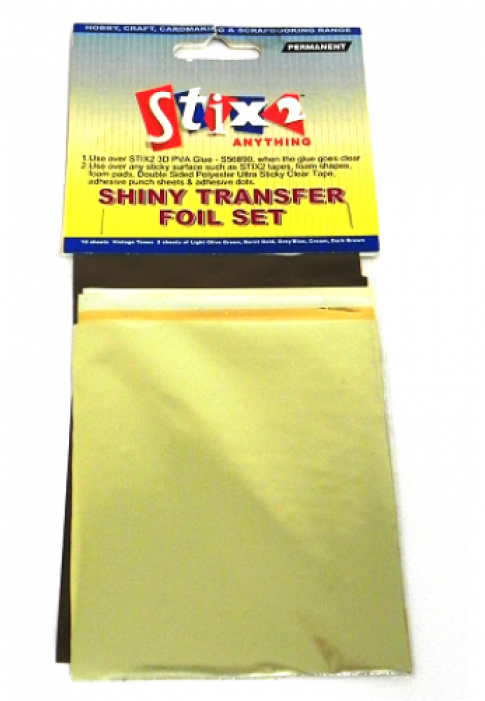 HOBBY, CRAFT, CARDMAKING & SCRAPBOOKING RANGE
PERMANENT
Stix2
ANYTHING
1.Use over STIX2 3D PVA Glue - S56890, when the glue goes clear
2.Use over any sticky surface such as STIX2 tapes, foam shapes,
foam pads, Double Sided Polyester Ultra Sticky Clear Tape,
adhesive punch sheets & adhesive dots.
SHINY TRANSFER
FOIL SET
10 sheets Vintage Tones 2 sheets of Light Olive Green, Burnt Gold, Grey/Blue, Cream, Dark Brown